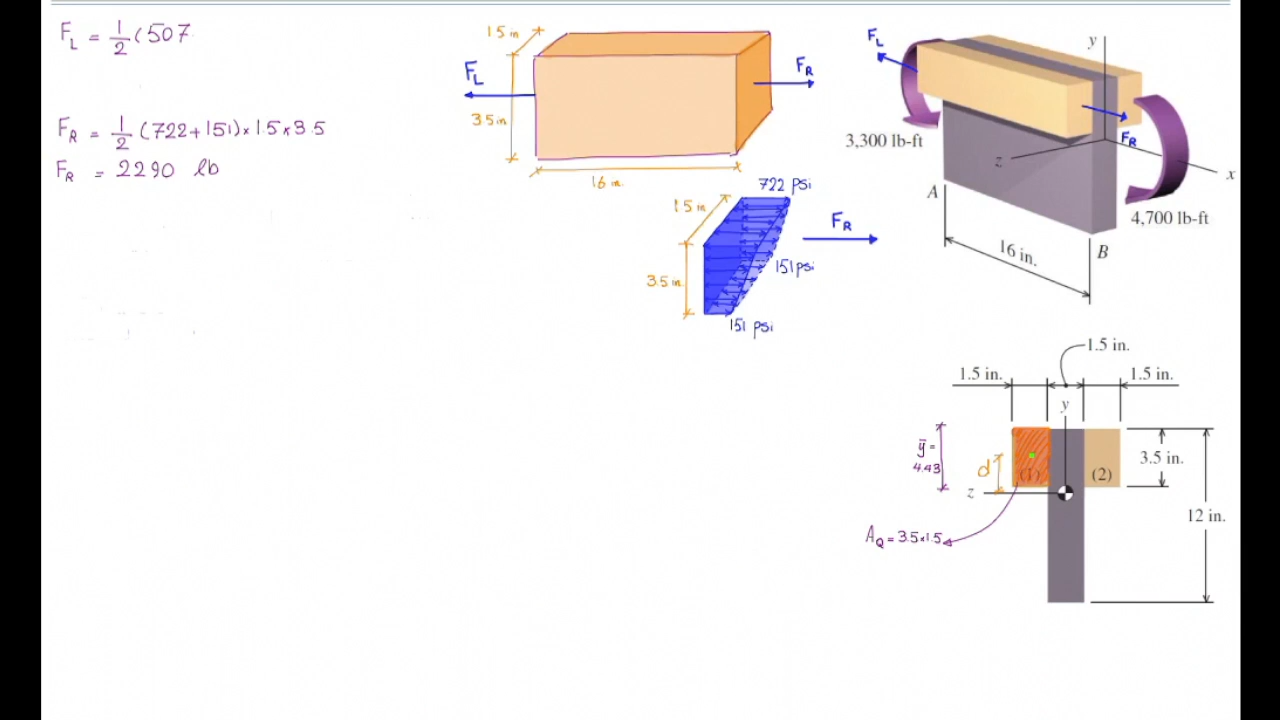 F_L = 1/2 (507
F_R = 1/2 (722+151)×1.5×3.5
F_R = 2290 lb
1.5 in
F_L
F_R
3.5 in
16 in.
722 psi
1.5 in
F_R
151 psi
3.5 in
151 psi
F_L
y
3,300 lb-ft
F_R
z
x
A
4,700 lb-ft
16 in.
B
1.5 in.
1.5 in.
1.5 in.
y
ȳ =
4.43
d
(1)
(2)
3.5 in.
z
12 in.
A_Q = 3.5×1.5